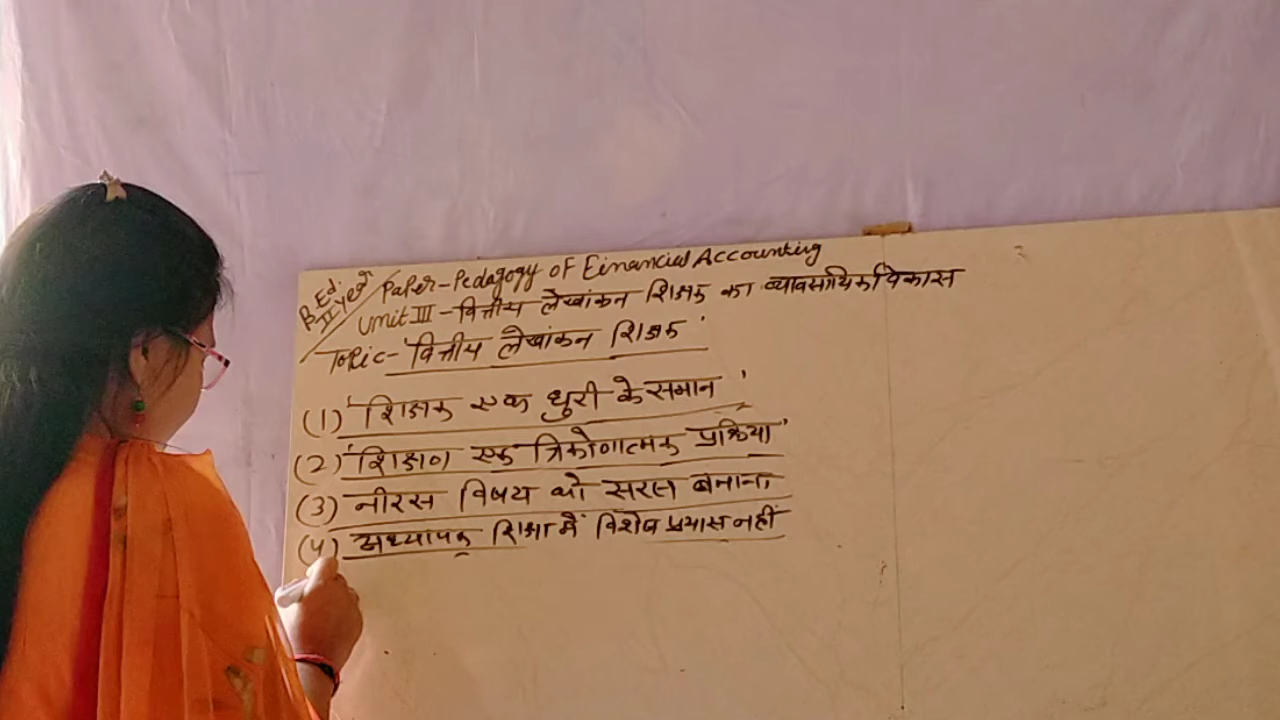 B.Ed. II Year
Paper-Pedagogy of Financial Accounting
Unit III - वित्तीय लेखांकन शिक्षक का व्यावसायिक विकास
Topic- 'वित्तीय लेखांकन शिक्षक'
(1) 'शिक्षक एक धुरी के समान'
(2) 'शिक्षण एक त्रिकोणात्मक प्रक्रिया'
(3) नीरस विषय को सरस बनाना
(4) अध्यापक शिक्षा में विशेष प्रयास नहीं